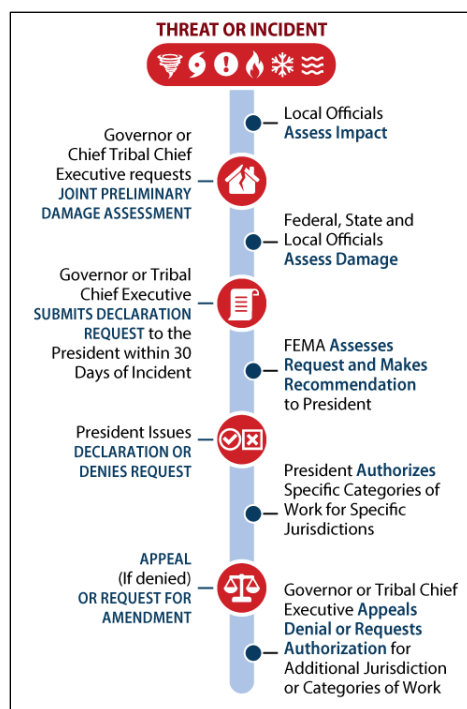 THREAT OR INCIDENT
Local Officials
Assess Impact
Governor or
Chief Tribal Chief
Executive requests
JOINT PRELIMINARY
DAMAGE ASSESSMENT
Federal, State and
Local Officials
Assess Damage
Governor or Tribal
Chief Executive
SUBMITS DECLARATION
REQUEST to the
President within 30
Days of Incident
FEMA Assesses
Request and Makes
Recommendation
to President
President Issues
DECLARATION OR
DENIES REQUEST
President Authorizes
Specific Categories of
Work for Specific
Jurisdictions
APPEAL
(If denied)
OR REQUEST FOR
AMENDMENT
Governor or Tribal Chief
Executive Appeals
Denial or Requests
Authorization for
Additional Jurisdiction
or Categories of Work